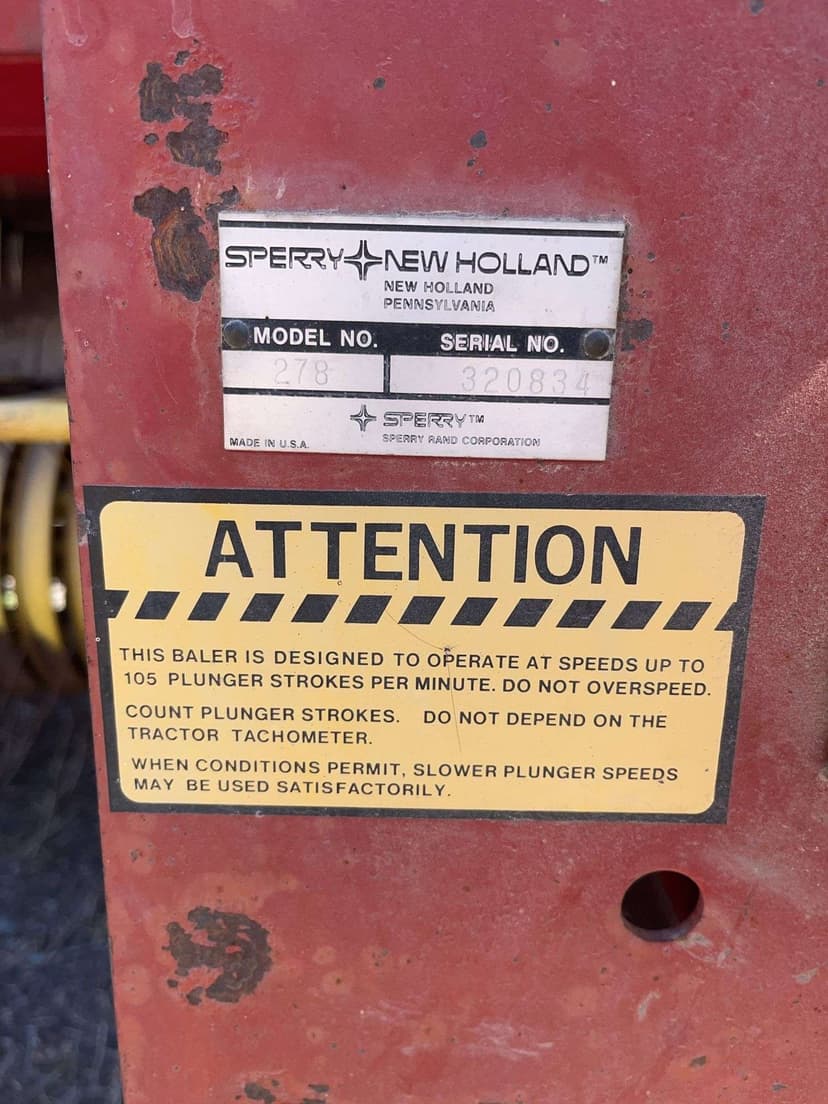 SPERRY NEW HOLLAND™
NEW HOLLAND
PENNSYLVANIA
MODEL NO. SERIAL NO.
278 320834
SPERRY™
MADE IN U.S.A. SPERRY RAND CORPORATION
ATTENTION
THIS BALER IS DESIGNED TO OPERATE AT SPEEDS UP TO
105 PLUNGER STROKES PER MINUTE. DO NOT OVERSPEED.
COUNT PLUNGER STROKES. DO NOT DEPEND ON THE
TRACTOR TACHOMETER.
WHEN CONDITIONS PERMIT, SLOWER PLUNGER SPEEDS
MAY BE USED SATISFACTORILY.